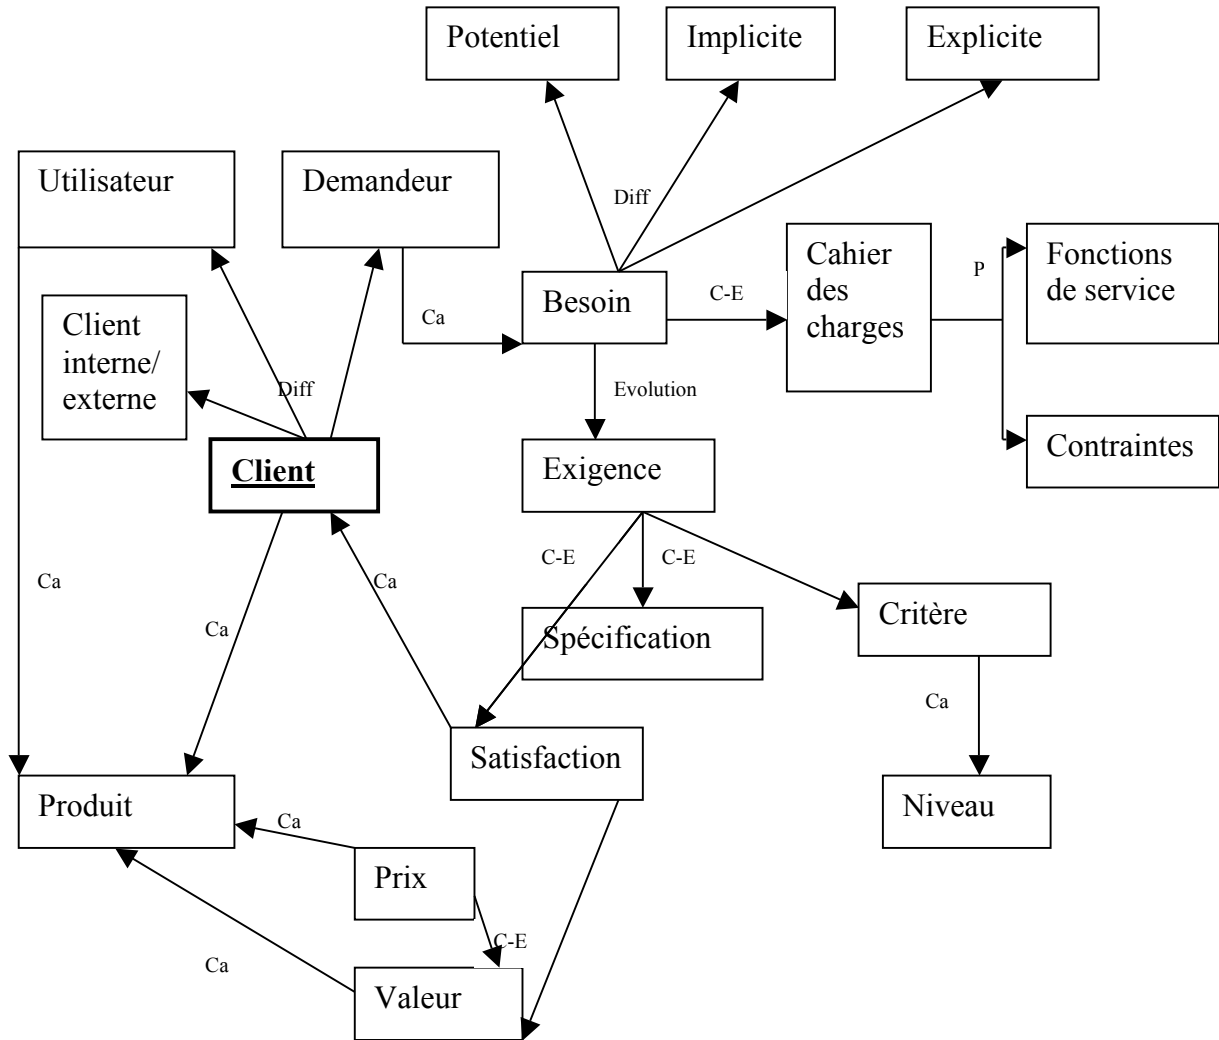 Potentiel
Implicite
Explicite
Utilisateur
Demandeur
Diff
Cahier
des
charges
Fonctions
de service
P
Besoin
C-E
Ca
Client
interne/
externe
Diff
Evolution
Client
Exigence
Contraintes
C-E
C-E
Ca
Ca
Ca
Spécification
Critère
Ca
Satisfaction
Produit
Niveau
Ca
Prix
C-E
Ca
Valeur